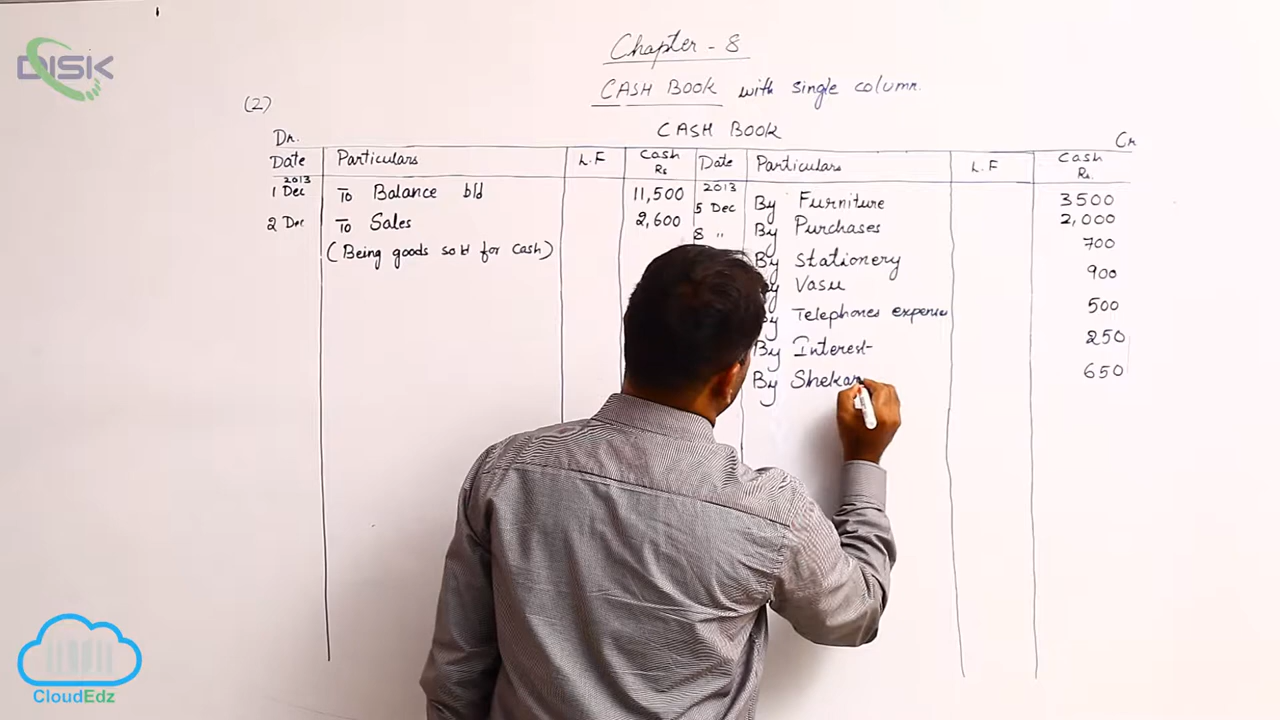 DISK
Chapter - 8
CASH BOOK with single column.
(2)
CASH BOOK
Dr. Cr
Date Particulars L.F Cash Rs Date Particulars L.F Cash Rs.
2013 2013
1 Dec To Balance b/d 11,500 5 Dec By Furniture 3500
2 Dec To Sales 2,600 8 " By Purchases 2,000
(Being goods sold for cash) By Stationery 700
By Vasu 900
By Telephones expense 500
By Interest 250
By Shekar 650
CloudEdz